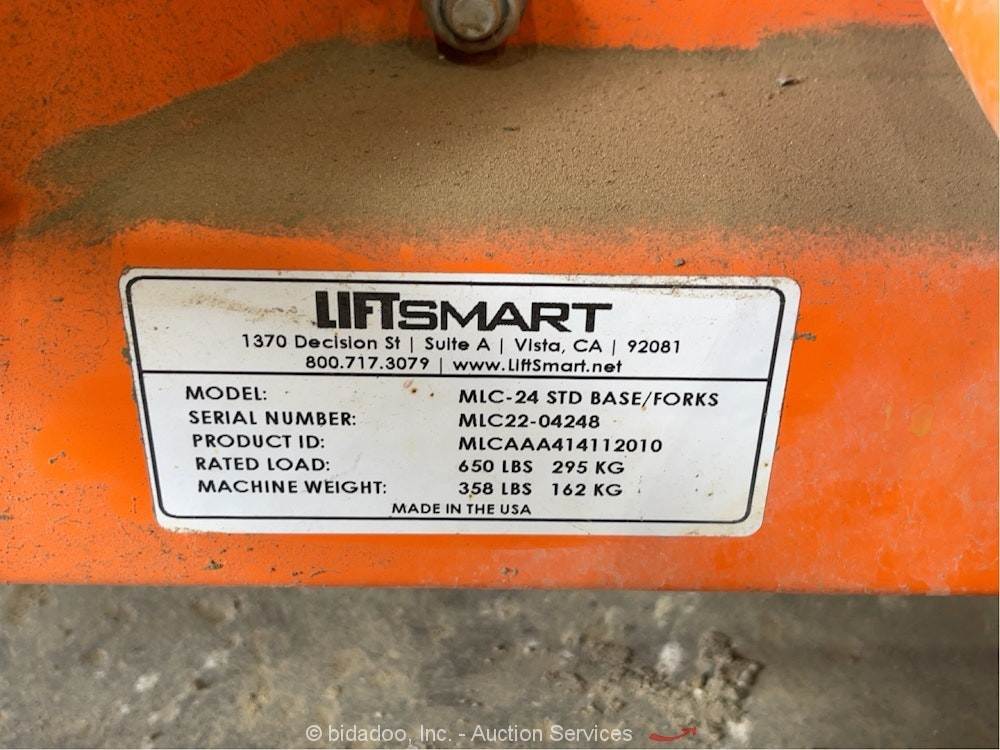 LIFTSMART
1370 Decision St | Suite A | Vista, CA | 92081
800.717.3079 | www.LiftSmart.net
MODEL: MLC-24 STD BASE/FORKS
SERIAL NUMBER: MLC22-04248
PRODUCT ID: MLCAAA414112010
RATED LOAD: 650 LBS 295 KG
MACHINE WEIGHT: 358 LBS 162 KG
MADE IN THE USA
© bidadoo, Inc. - Auction Services